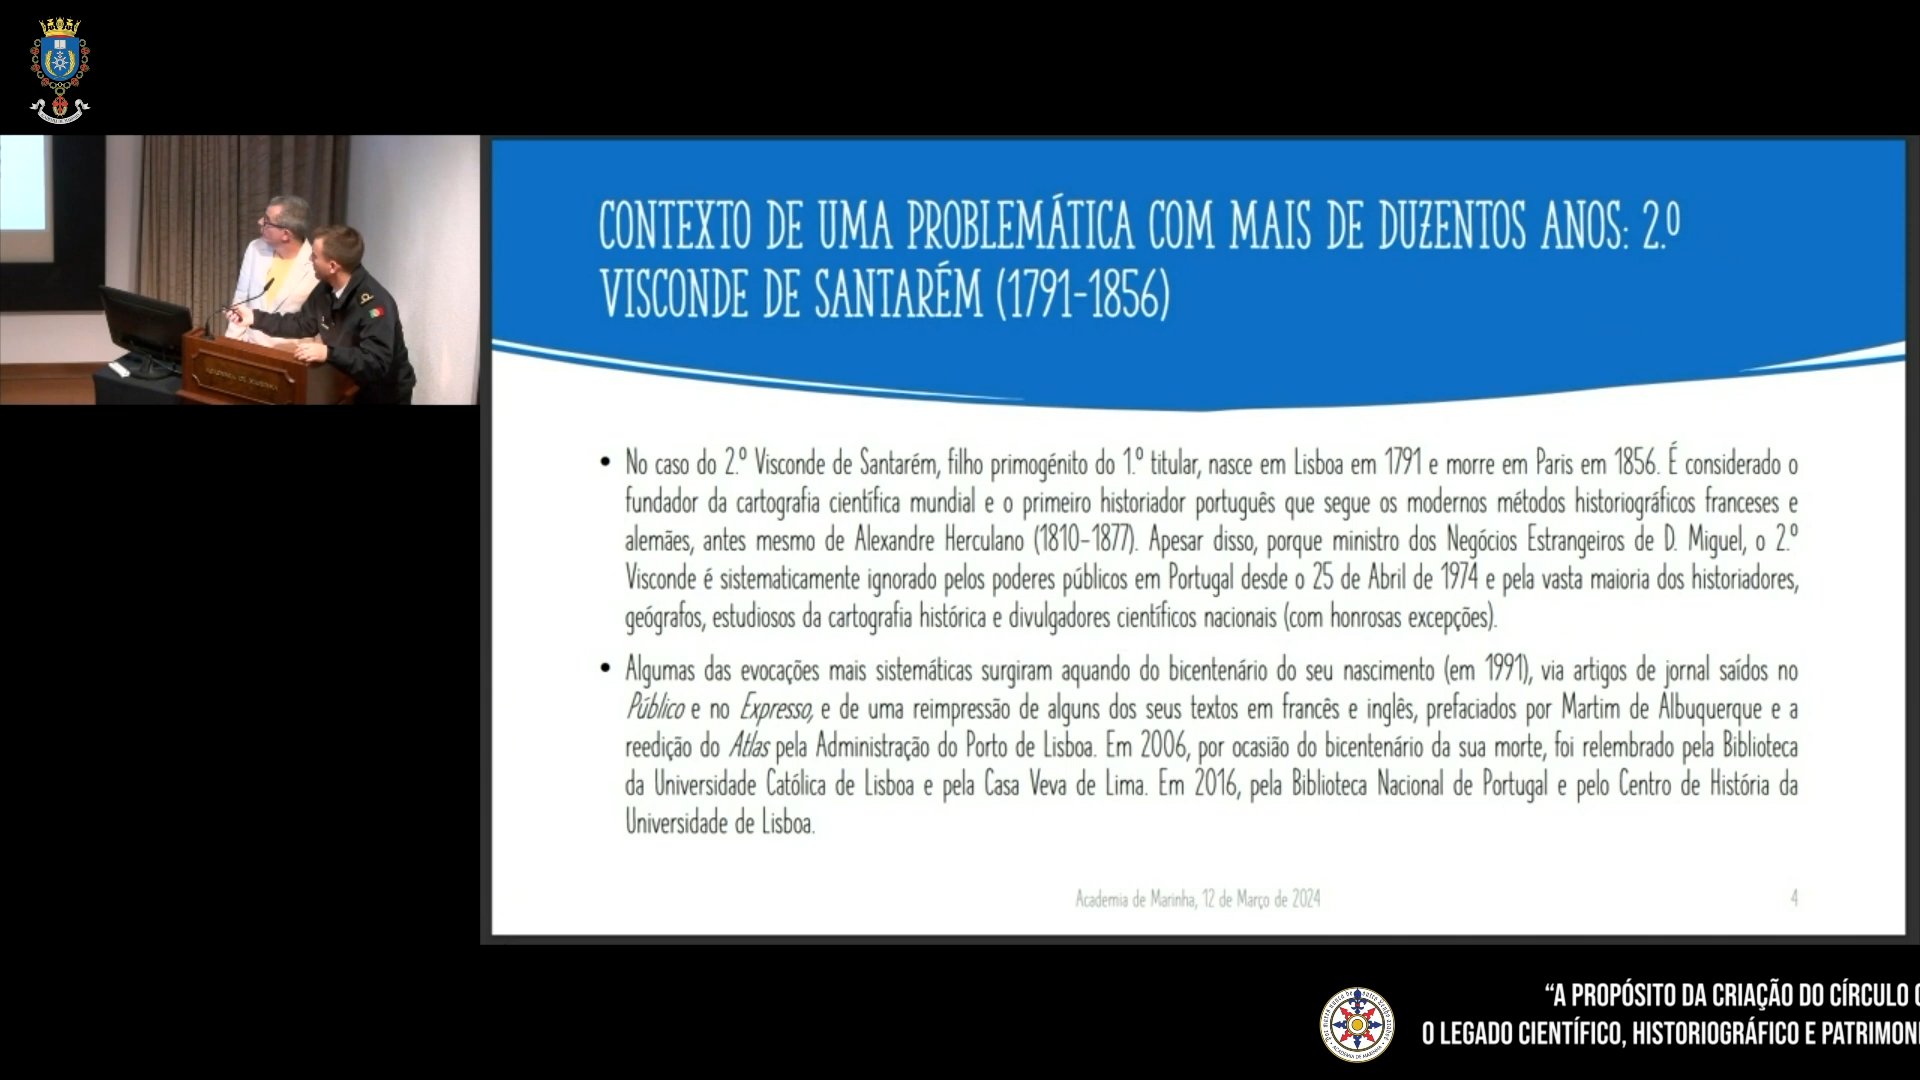 CONTEXTO DE UMA PROBLEMÁTICA COM MAIS DE DUZENTOS ANOS: 2.º
VISCONDE DE SANTARÉM (1791-1856)
• No caso do 2.º Visconde de Santarém, filho primogénito do 1.º titular, nasce em Lisboa em 1791 e morre em Paris em 1856. É considerado o
fundador da cartografia científica mundial e o primeiro historiador português que segue os modernos métodos historiográficos franceses e
alemães, antes mesmo de Alexandre Herculano (1810-1877). Apesar disso, porque ministro dos Negócios Estrangeiros de D. Miguel, o 2.º
Visconde é sistematicamente ignorado pelos poderes públicos em Portugal desde o 25 de Abril de 1974 e pela vasta maioria dos historiadores,
geógrafos, estudiosos da cartografia histórica e divulgadores científicos nacionais (com honrosas excepções).
• Algumas das evocações mais sistemáticas surgiram aquando do bicentenário do seu nascimento (em 1991), via artigos de jornal saídos no
Público e no Expresso, e de uma reimpressão de alguns dos seus textos em francês e inglês, prefaciados por Martim de Albuquerque e a
reedição do Atlas pela Administração do Porto de Lisboa. Em 2006, por ocasião do bicentenário da sua morte, foi relembrado pela Biblioteca
da Universidade Católica de Lisboa e pela Casa Veva de Lima. Em 2016, pela Biblioteca Nacional de Portugal e pelo Centro de História da
Universidade de Lisboa.
Academia de Marinha, 12 de Março de 2024
4
ACADEMIA DE MARINHA
“A PROPÓSITO DA CRIAÇÃO DO CÍRCULO
O LEGADO CIENTÍFICO, HISTORIOGRÁFICO E PATRIMON